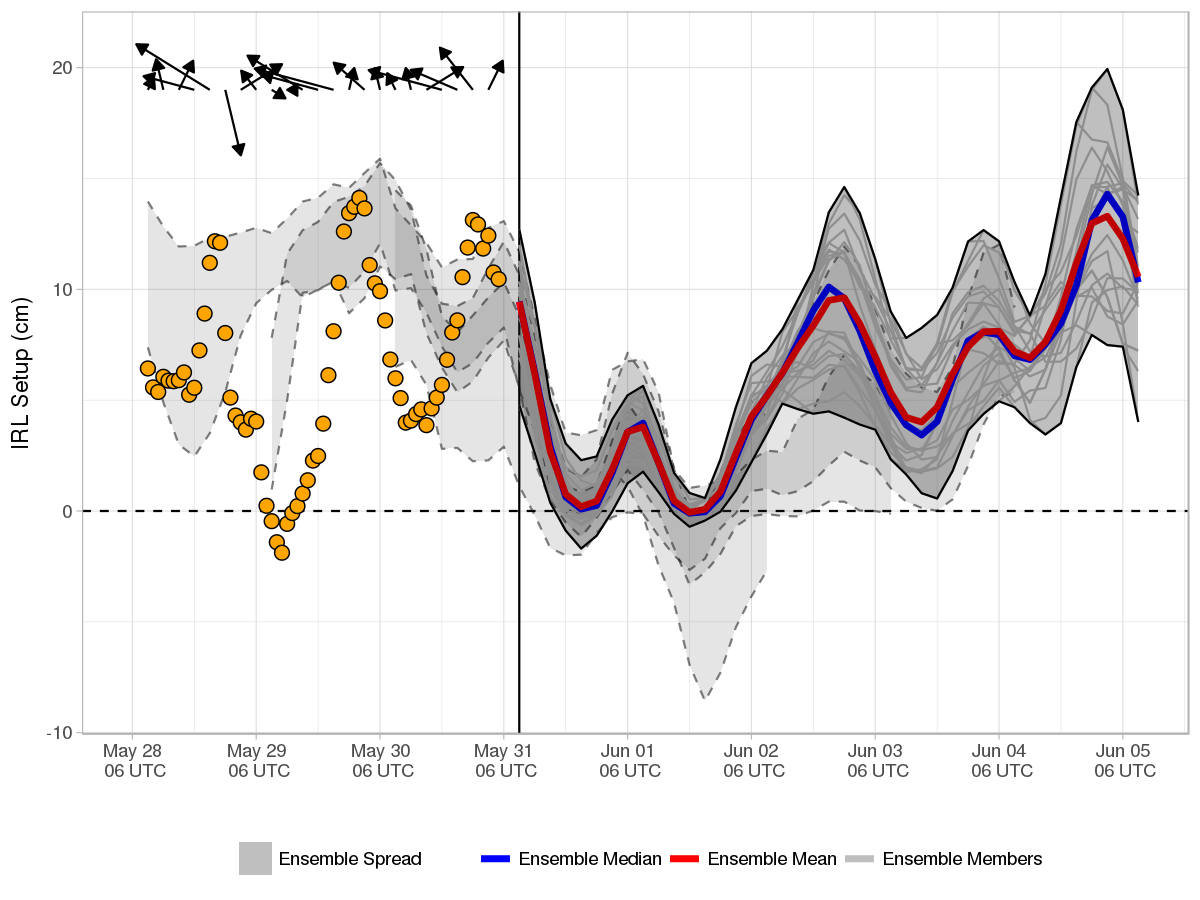 IRL Setup (cm)
20
10
0
-10
May 28
06 UTC
May 29
06 UTC
May 30
06 UTC
May 31
06 UTC
Jun 01
06 UTC
Jun 02
06 UTC
Jun 03
06 UTC
Jun 04
06 UTC
Jun 05
06 UTC
Ensemble Spread
Ensemble Median
Ensemble Mean
Ensemble Members